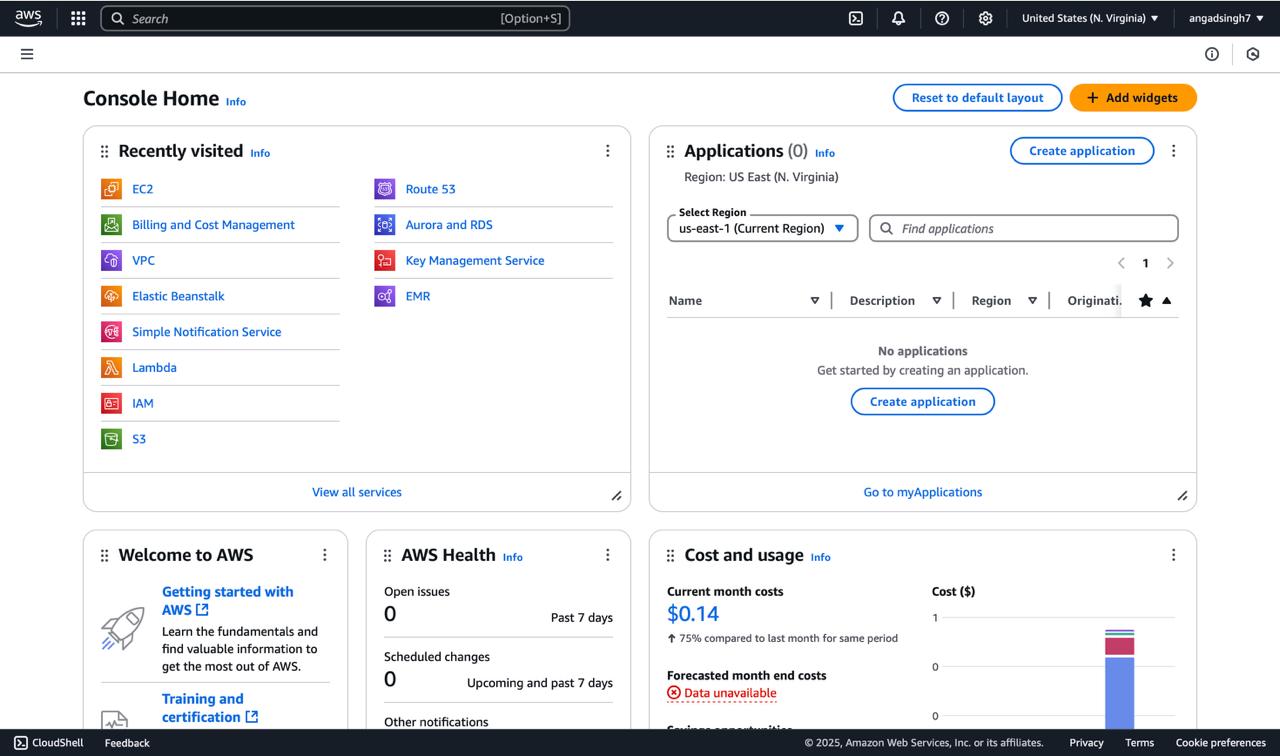 aws
Search
[Option+S]
United States (N. Virginia)
angadsingh7
Console Home Info
Reset to default layout
+ Add widgets
Recently visited Info
EC2
Billing and Cost Management
VPC
Elastic Beanstalk
Simple Notification Service
Lambda
IAM
S3
Route 53
Aurora and RDS
Key Management Service
EMR
View all services
Applications (0) Info
Create application
Region: US East (N. Virginia)
Select Region
us-east-1 (Current Region)
Find applications
1
Name
Description
Region
Originati.
No applications
Get started by creating an application.
Create application
Go to myApplications
Welcome to AWS
Getting started with
AWS
Learn the fundamentals and
find valuable information to
get the most out of AWS.
Training and
certification
AWS Health Info
Open issues
0
Past 7 days
Scheduled changes
0
Upcoming and past 7 days
Other notifications
Cost and usage Info
Current month costs
$0.14
75% compared to last month for same period
Forecasted month end costs
Data unavailable
Cost ($)
1
0
0
CloudShell
Feedback
© 2025, Amazon Web Services, Inc. or its affiliates.
Privacy
Terms
Cookie preferences